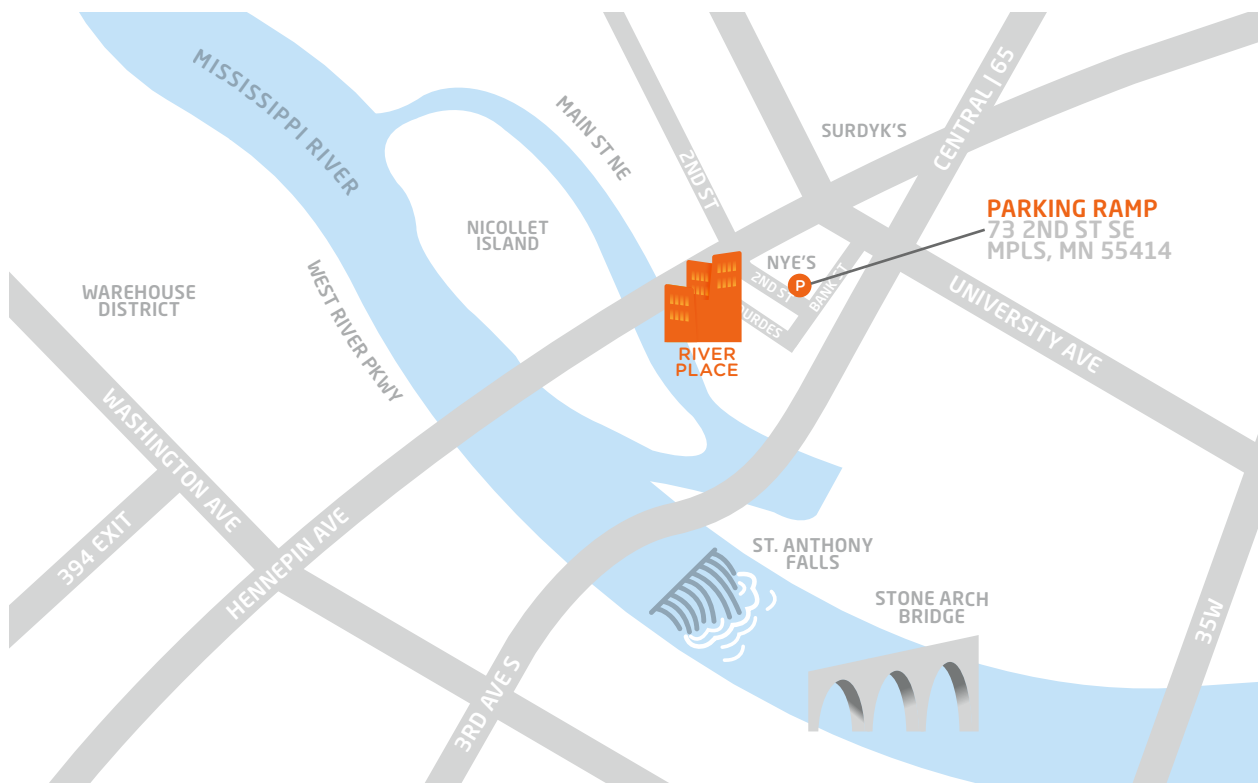 MISSISSIPPI RIVER
MAIN ST NE
2ND ST
SURDYK'S
CENTRAL | 65
PARKING RAMP
73 2ND ST SE
MPLS, MN 55414
NICOLLET
ISLAND
NYE'S
P
2ND ST
BANK ST
UNIVERSITY AVE
WAREHOUSE
DISTRICT
WEST RIVER PKWY
RIVER
PLACE
WASHINGTON AVE
394 EXIT
HENNEPIN AVE
ST. ANTHONY
FALLS
STONE ARCH
BRIDGE
35W
3RD AVE S